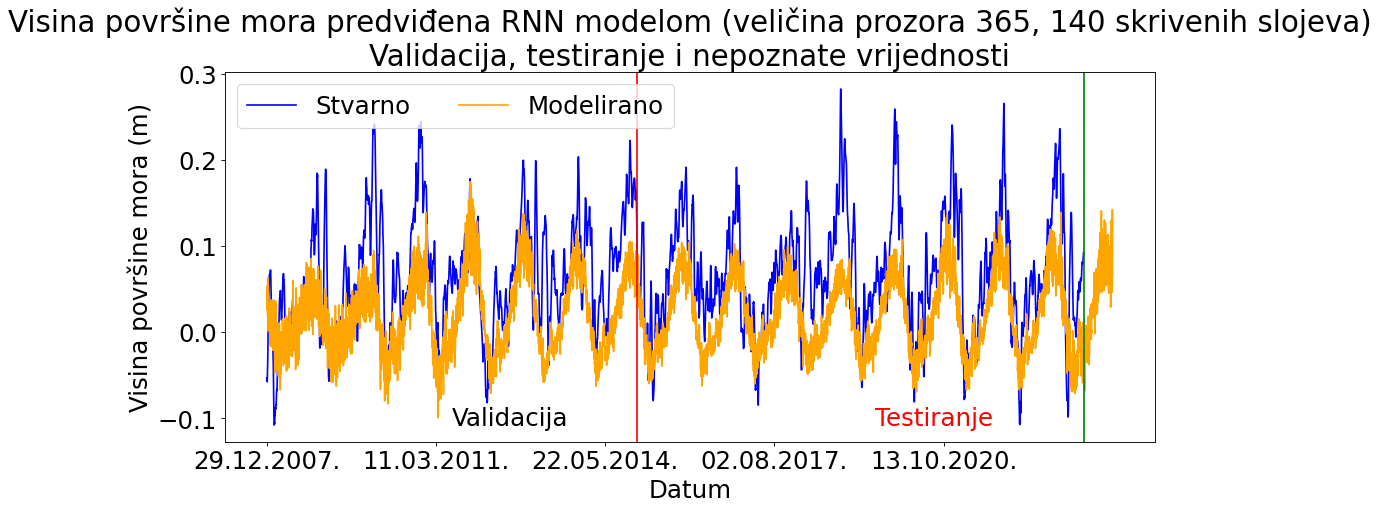 Visina površine mora predviđena RNN modelom (veličina prozora 365, 140 skrivenih slojeva)
Validacija, testiranje i nepoznate vrijednosti
Stvarno Modelirano
Visina površine mora (m)
0.3
0.2
0.1
0.0
−0.1
Validacija
Testiranje
29.12.2007. 11.03.2011. 22.05.2014. 02.08.2017. 13.10.2020.
Datum